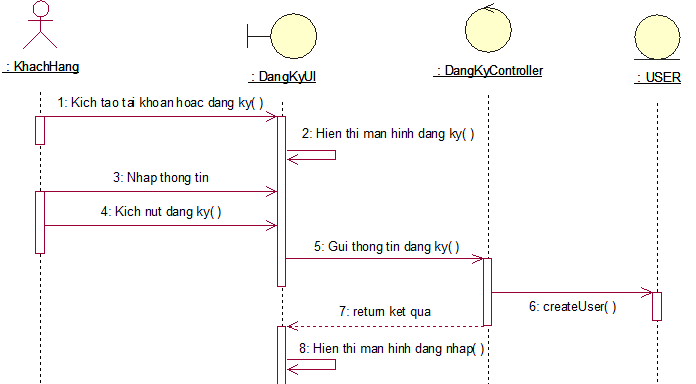 : KhachHang
: DangKyUI
: DangKyController
: USER
1: Kich tao tai khoan hoac dang ky( )
2: Hien thi man hinh dang ky( )
3: Nhap thong tin
4: Kich nut dang ky( )
5: Gui thong tin dang ky( )
6: createUser( )
7: return ket qua
8: Hien thi man hinh dang nhap( )